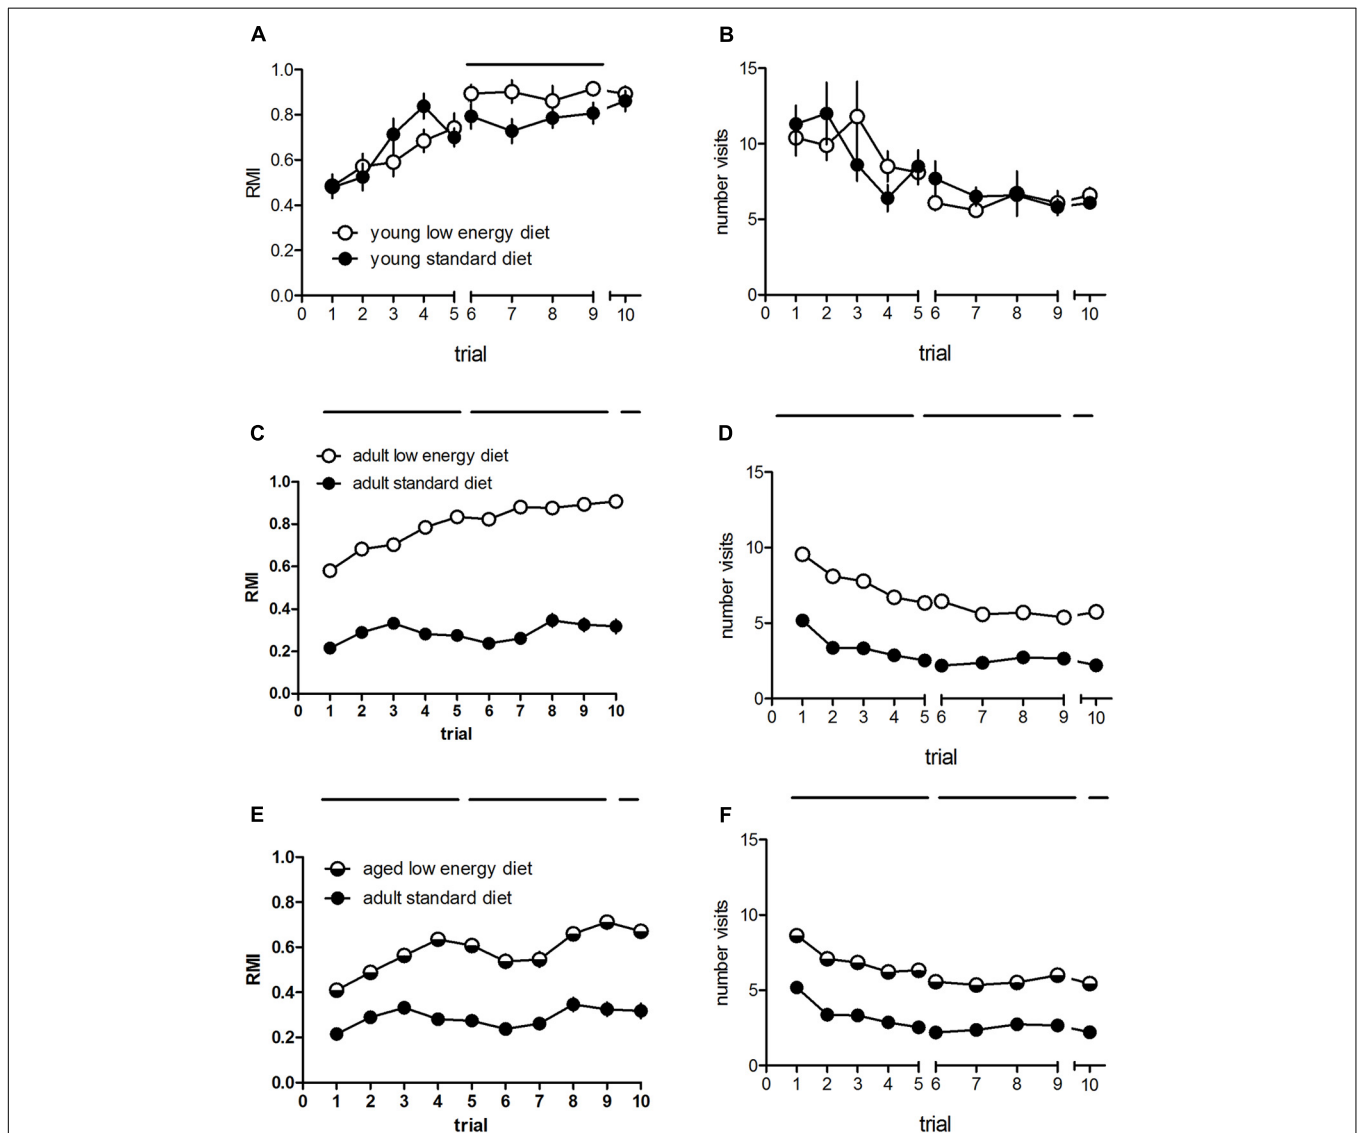 A
RMI
1.0
0.8
0.6
0.4
0.2
0.0
young low energy diet
young standard diet
0 1 2 3 4 5 6 7 8 9 10
trial
B
number visits
15
10
5
0
0 1 2 3 4 5 6 7 8 9 10
trial
C
adult low energy diet
adult standard diet
RMI
1.0
0.8
0.6
0.4
0.2
0.0
0 1 2 3 4 5 6 7 8 9 10
trial
D
number visits
15
10
5
0
0 1 2 3 4 5 6 7 8 9 10
trial
E
aged low energy diet
adult standard diet
RMI
1.0
0.8
0.6
0.4
0.2
0.0
0 1 2 3 4 5 6 7 8 9 10
trial
F
number visits
15
10
5
0
0 1 2 3 4 5 6 7 8 9 10
trial